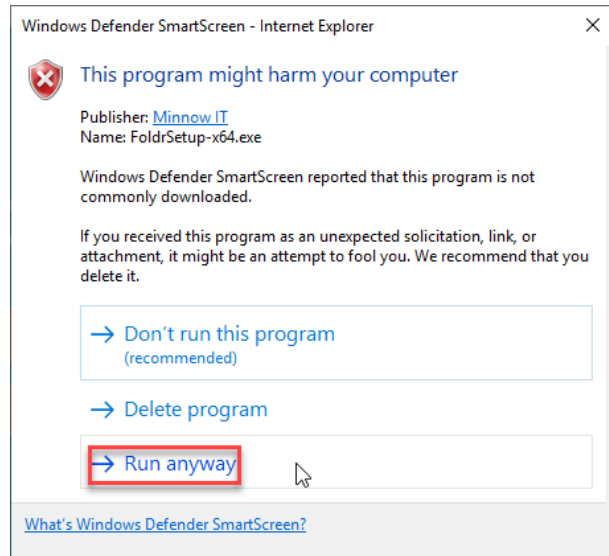 Windows Defender SmartScreen - Internet Explorer
This program might harm your computer
Publisher: Minnow IT
Name: FoldrSetup-x64.exe
Windows Defender SmartScreen reported that this program is not
commonly downloaded.
If you received this program as an unexpected solicitation, link, or
attachment, it might be an attempt to fool you. We recommend that you
delete it.
Don't run this program
(recommended)
Delete program
Run anyway
What's Windows Defender SmartScreen?